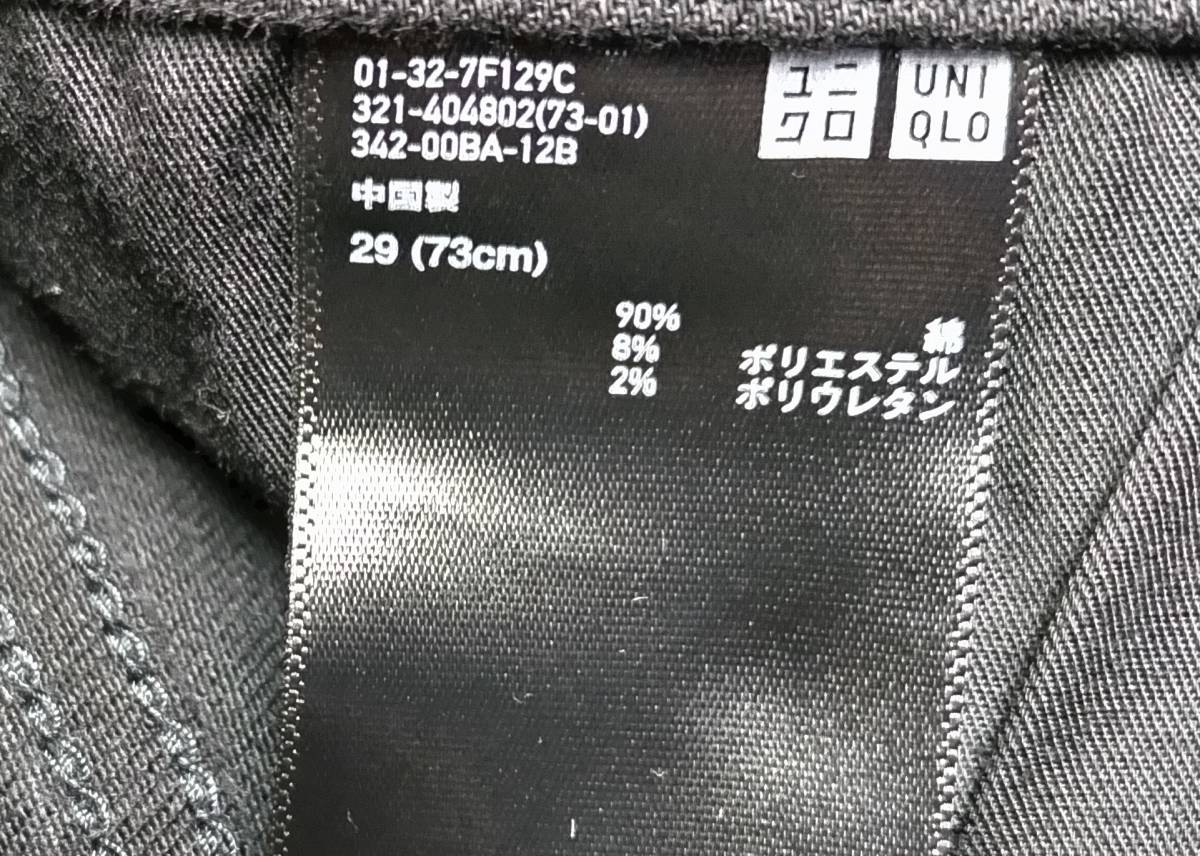 01-32-7F129C
321-404802(73-01)
342-00BA-12B
ユニ
クロ
UNI
QLO
中国製
29 (73cm)
90% 綿
8% ポリエステル
2% ポリウレタン